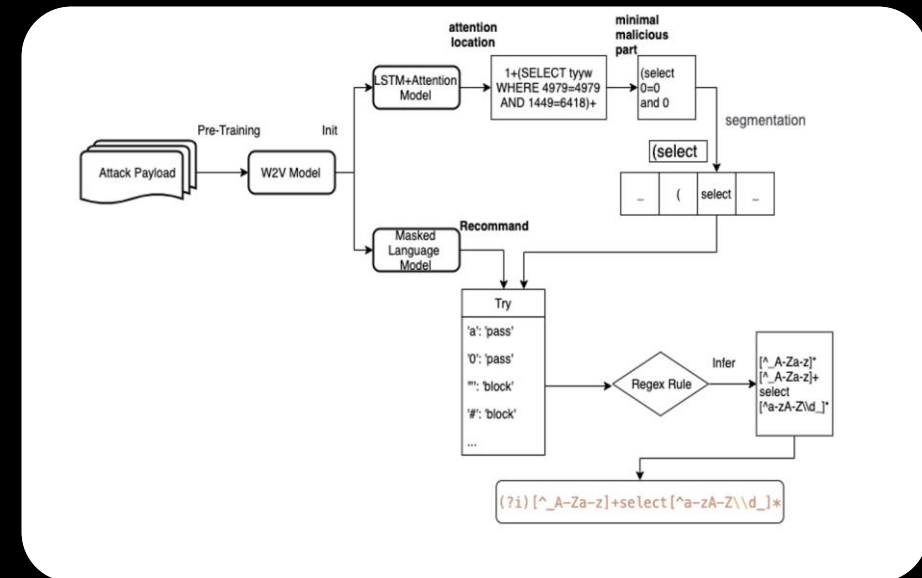 attention
location
minimal
malicious
part
LSTM+Attention
Model
1+(SELECT tyyw
WHERE 4979=4979
AND 1449=6418)+
(select
0=0
and 0
segmentation
Pre-Training
Init
Attack Payload
W2V Model
(select
_ ( select _
Masked
Language
Model
Recommand
Try
'a': 'pass'
'0': 'pass'
'"': 'block'
'#': 'block'
...
Regex Rule
Infer
[^_A-Za-z]*
[^_A-Za-z]+
select
[^a-zA-Z\\d_]*
(?i)[^_A-Za-z]+select[^a-zA-Z\\d_]*